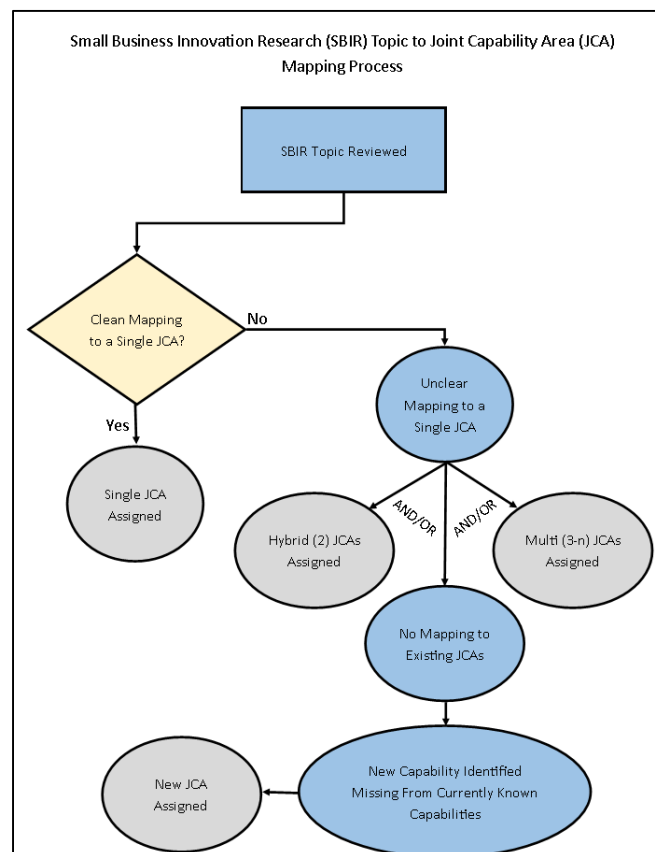 Small Business Innovation Research (SBIR) Topic to Joint Capability Area (JCA)
Mapping Process
SBIR Topic Reviewed
Clean Mapping
to a Single JCA?
No
Unclear
Mapping to a
Single JCA
Yes
Single JCA
Assigned
AND/OR
AND/OR
Hybrid (2) JCAs
Assigned
Multi (3-n) JCAs
Assigned
No Mapping to
Existing JCAs
New Capability Identified
Missing From Currently Known
Capabilities
New JCA
Assigned